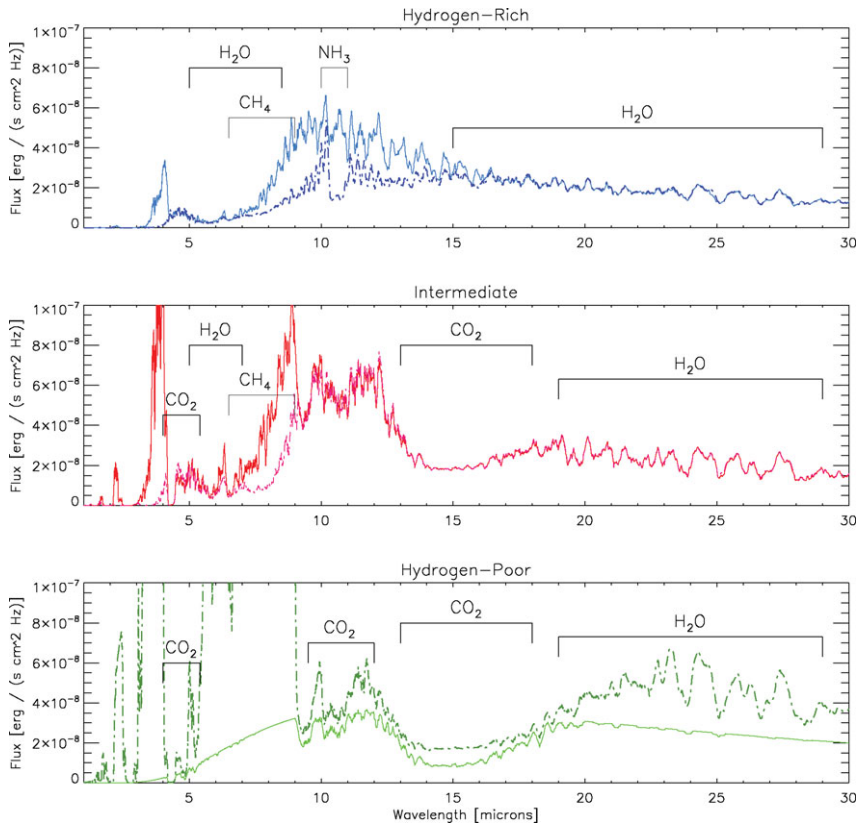 Hydrogen-Rich
Flux [erg / (s cm^2 Hz)]
1×10⁻⁷
8×10⁻⁸
6×10⁻⁸
4×10⁻⁸
2×10⁻⁸
0
H₂O
NH₃
CH₄
H₂O
5 10 15 20 25 30
Intermediate
Flux [erg / (s cm^2 Hz)]
1×10⁻⁷
8×10⁻⁸
6×10⁻⁸
4×10⁻⁸
2×10⁻⁸
0
H₂O
CO₂
H₂O
CH₄
CO₂
5 10 15 20 25 30
Hydrogen-Poor
Flux [erg / (s cm^2 Hz)]
1×10⁻⁷
8×10⁻⁸
6×10⁻⁸
4×10⁻⁸
2×10⁻⁸
0
CO₂
H₂O
CO₂
CO₂
5 10 15 20 25 30
Wavelength [microns]